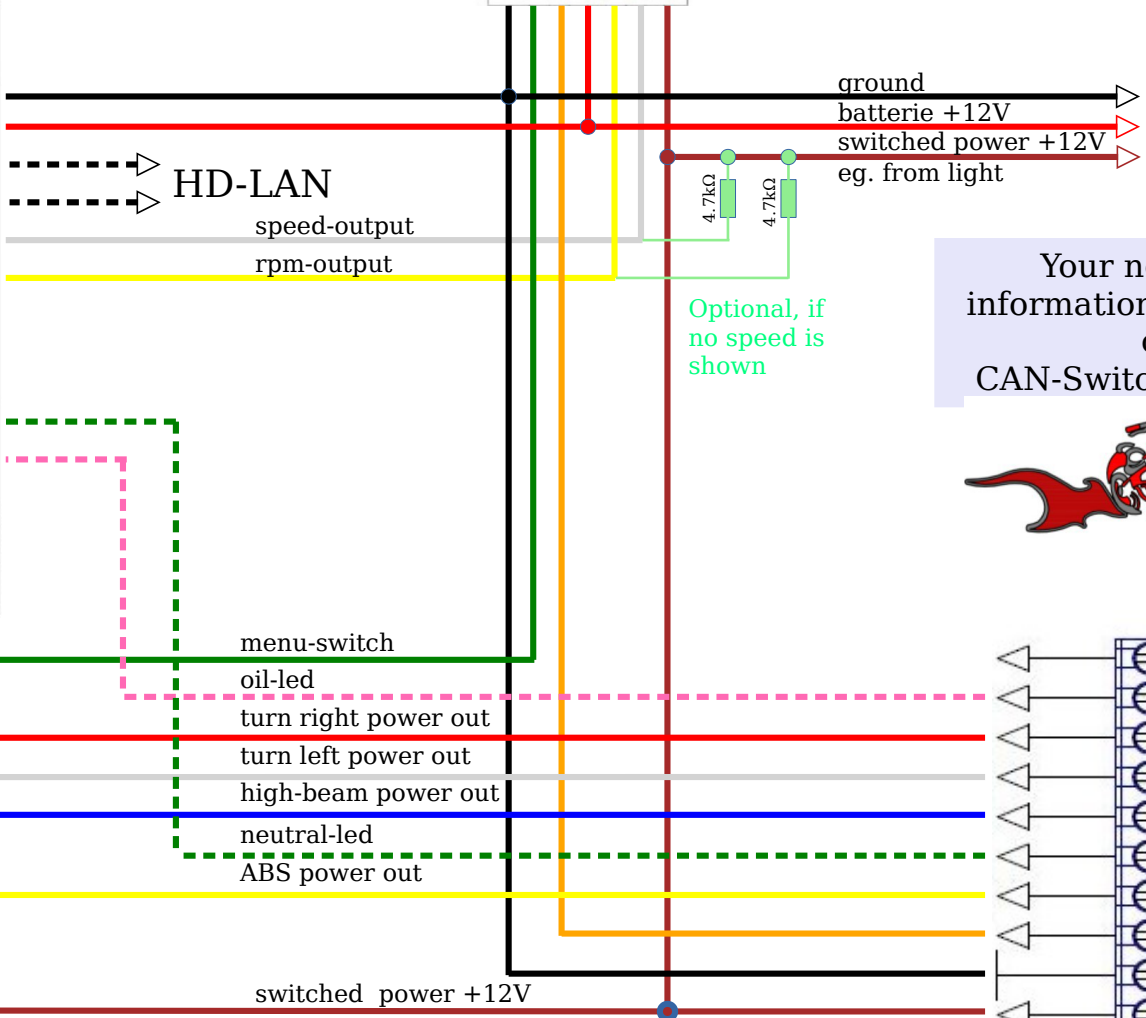 ground
batterie +12V
switched power +12V
eg. from light
4.7kΩ
4.7kΩ
HD-LAN
speed-output
rpm-output
Your n
information
CAN-Switc
Optional, if
no speed is
shown
menu-switch
oil-led
turn right power out
turn left power out
high-beam power out
neutral-led
ABS power out
switched power +12V